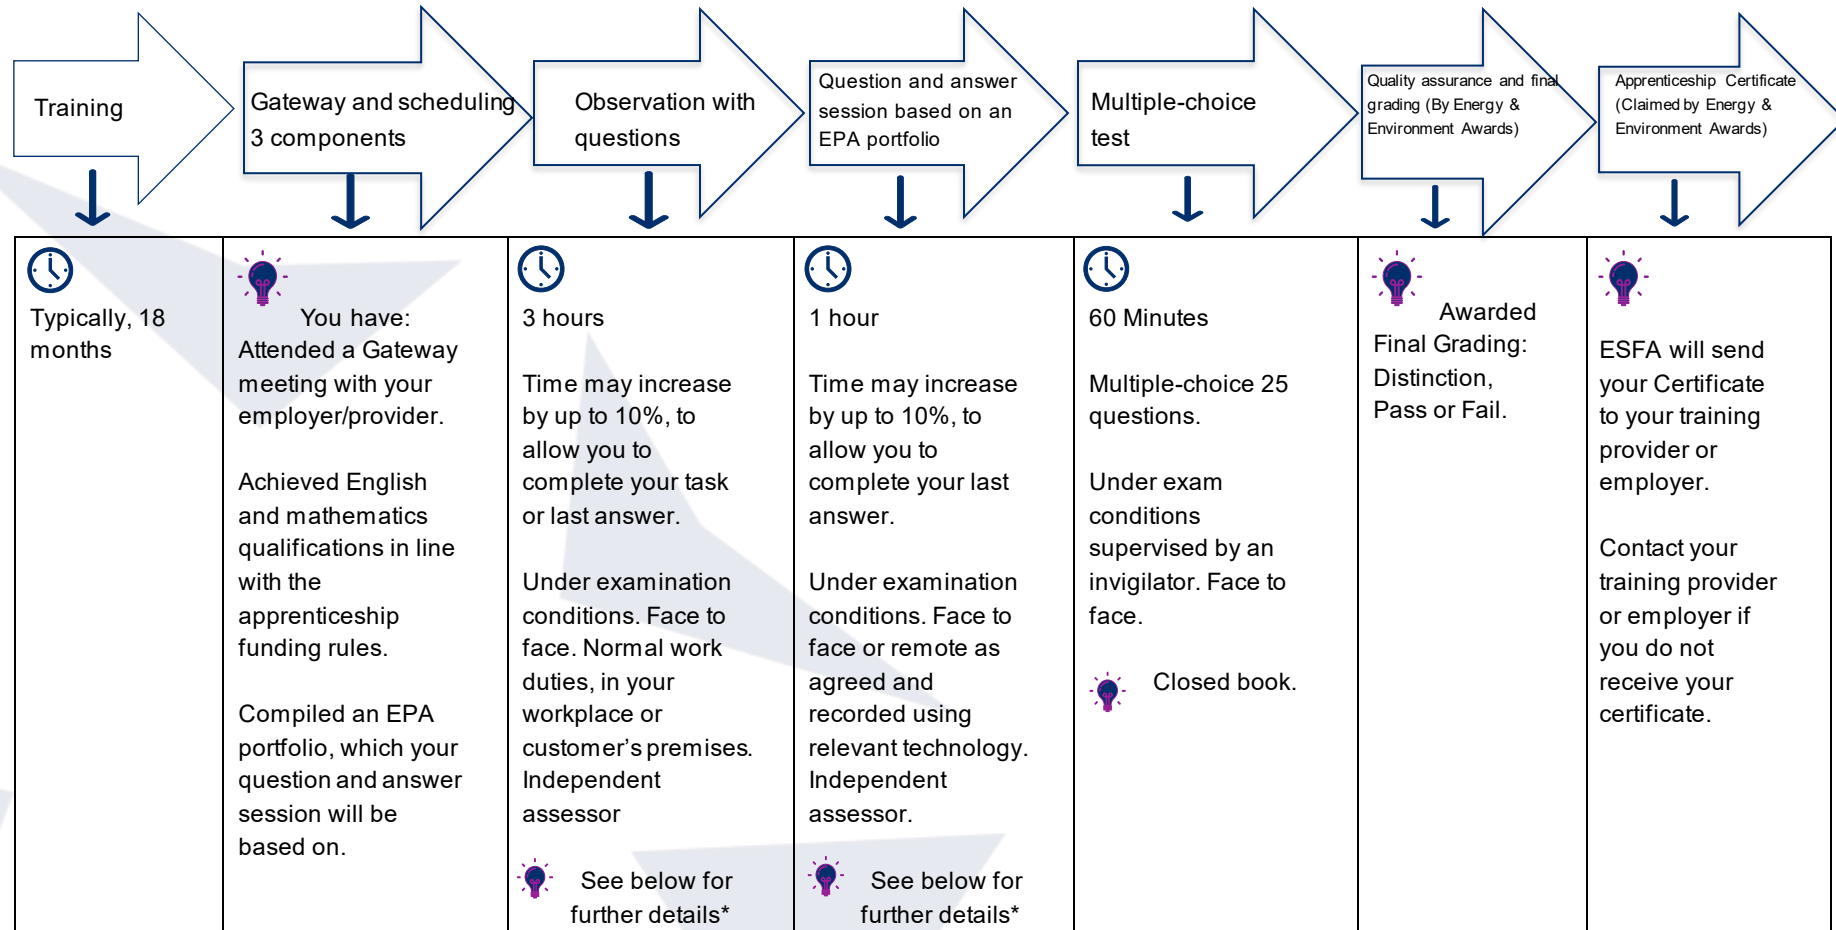 Training
Gateway and scheduling
3 components
Observation with
questions
Question and answer
session based on an
EPA portfolio
Multiple-choice
test
Quality assurance and final
grading (By Energy &
Environment Awards)
Apprenticeship Certificate
(Claimed by Energy &
Environment Awards)
Typically, 18
months
You have:
Attended a Gateway
meeting with your
employer/provider.
Achieved English
and mathematics
qualifications in line
with the
apprenticeship
funding rules.
Compiled an EPA
portfolio, which your
question and answer
session will be
based on.
3 hours
Time may increase
by up to 10%, to
allow you to
complete your task
or last answer.
Under examination
conditions. Face to
face. Normal work
duties, in your
workplace or
customer’s premises.
Independent
assessor
See below for
further details*
1 hour
Time may increase
by up to 10%, to
allow you to
complete your last
answer.
Under examination
conditions. Face to
face or remote as
agreed and
recorded using
relevant technology.
Independent
assessor.
See below for
further details*
60 Minutes
Multiple-choice 25
questions.
Under exam
conditions
supervised by an
invigilator. Face to
face.
Closed book.
Awarded
Final Grading:
Distinction,
Pass or Fail.
ESFA will send
your Certificate
to your training
provider or
employer.
Contact your
training provider
or employer if
you do not
receive your
certificate.